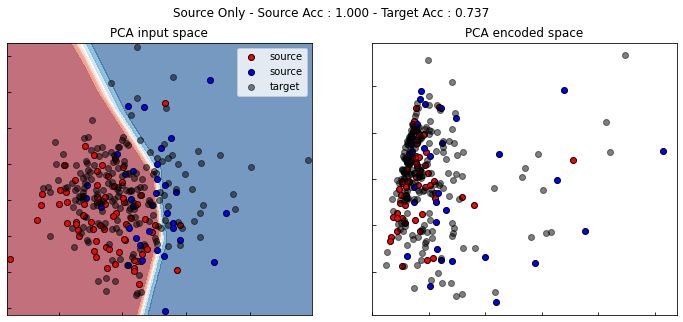 Source Only - Source Acc : 1.000 - Target Acc : 0.737
PCA input space
PCA encoded space
source
source
target